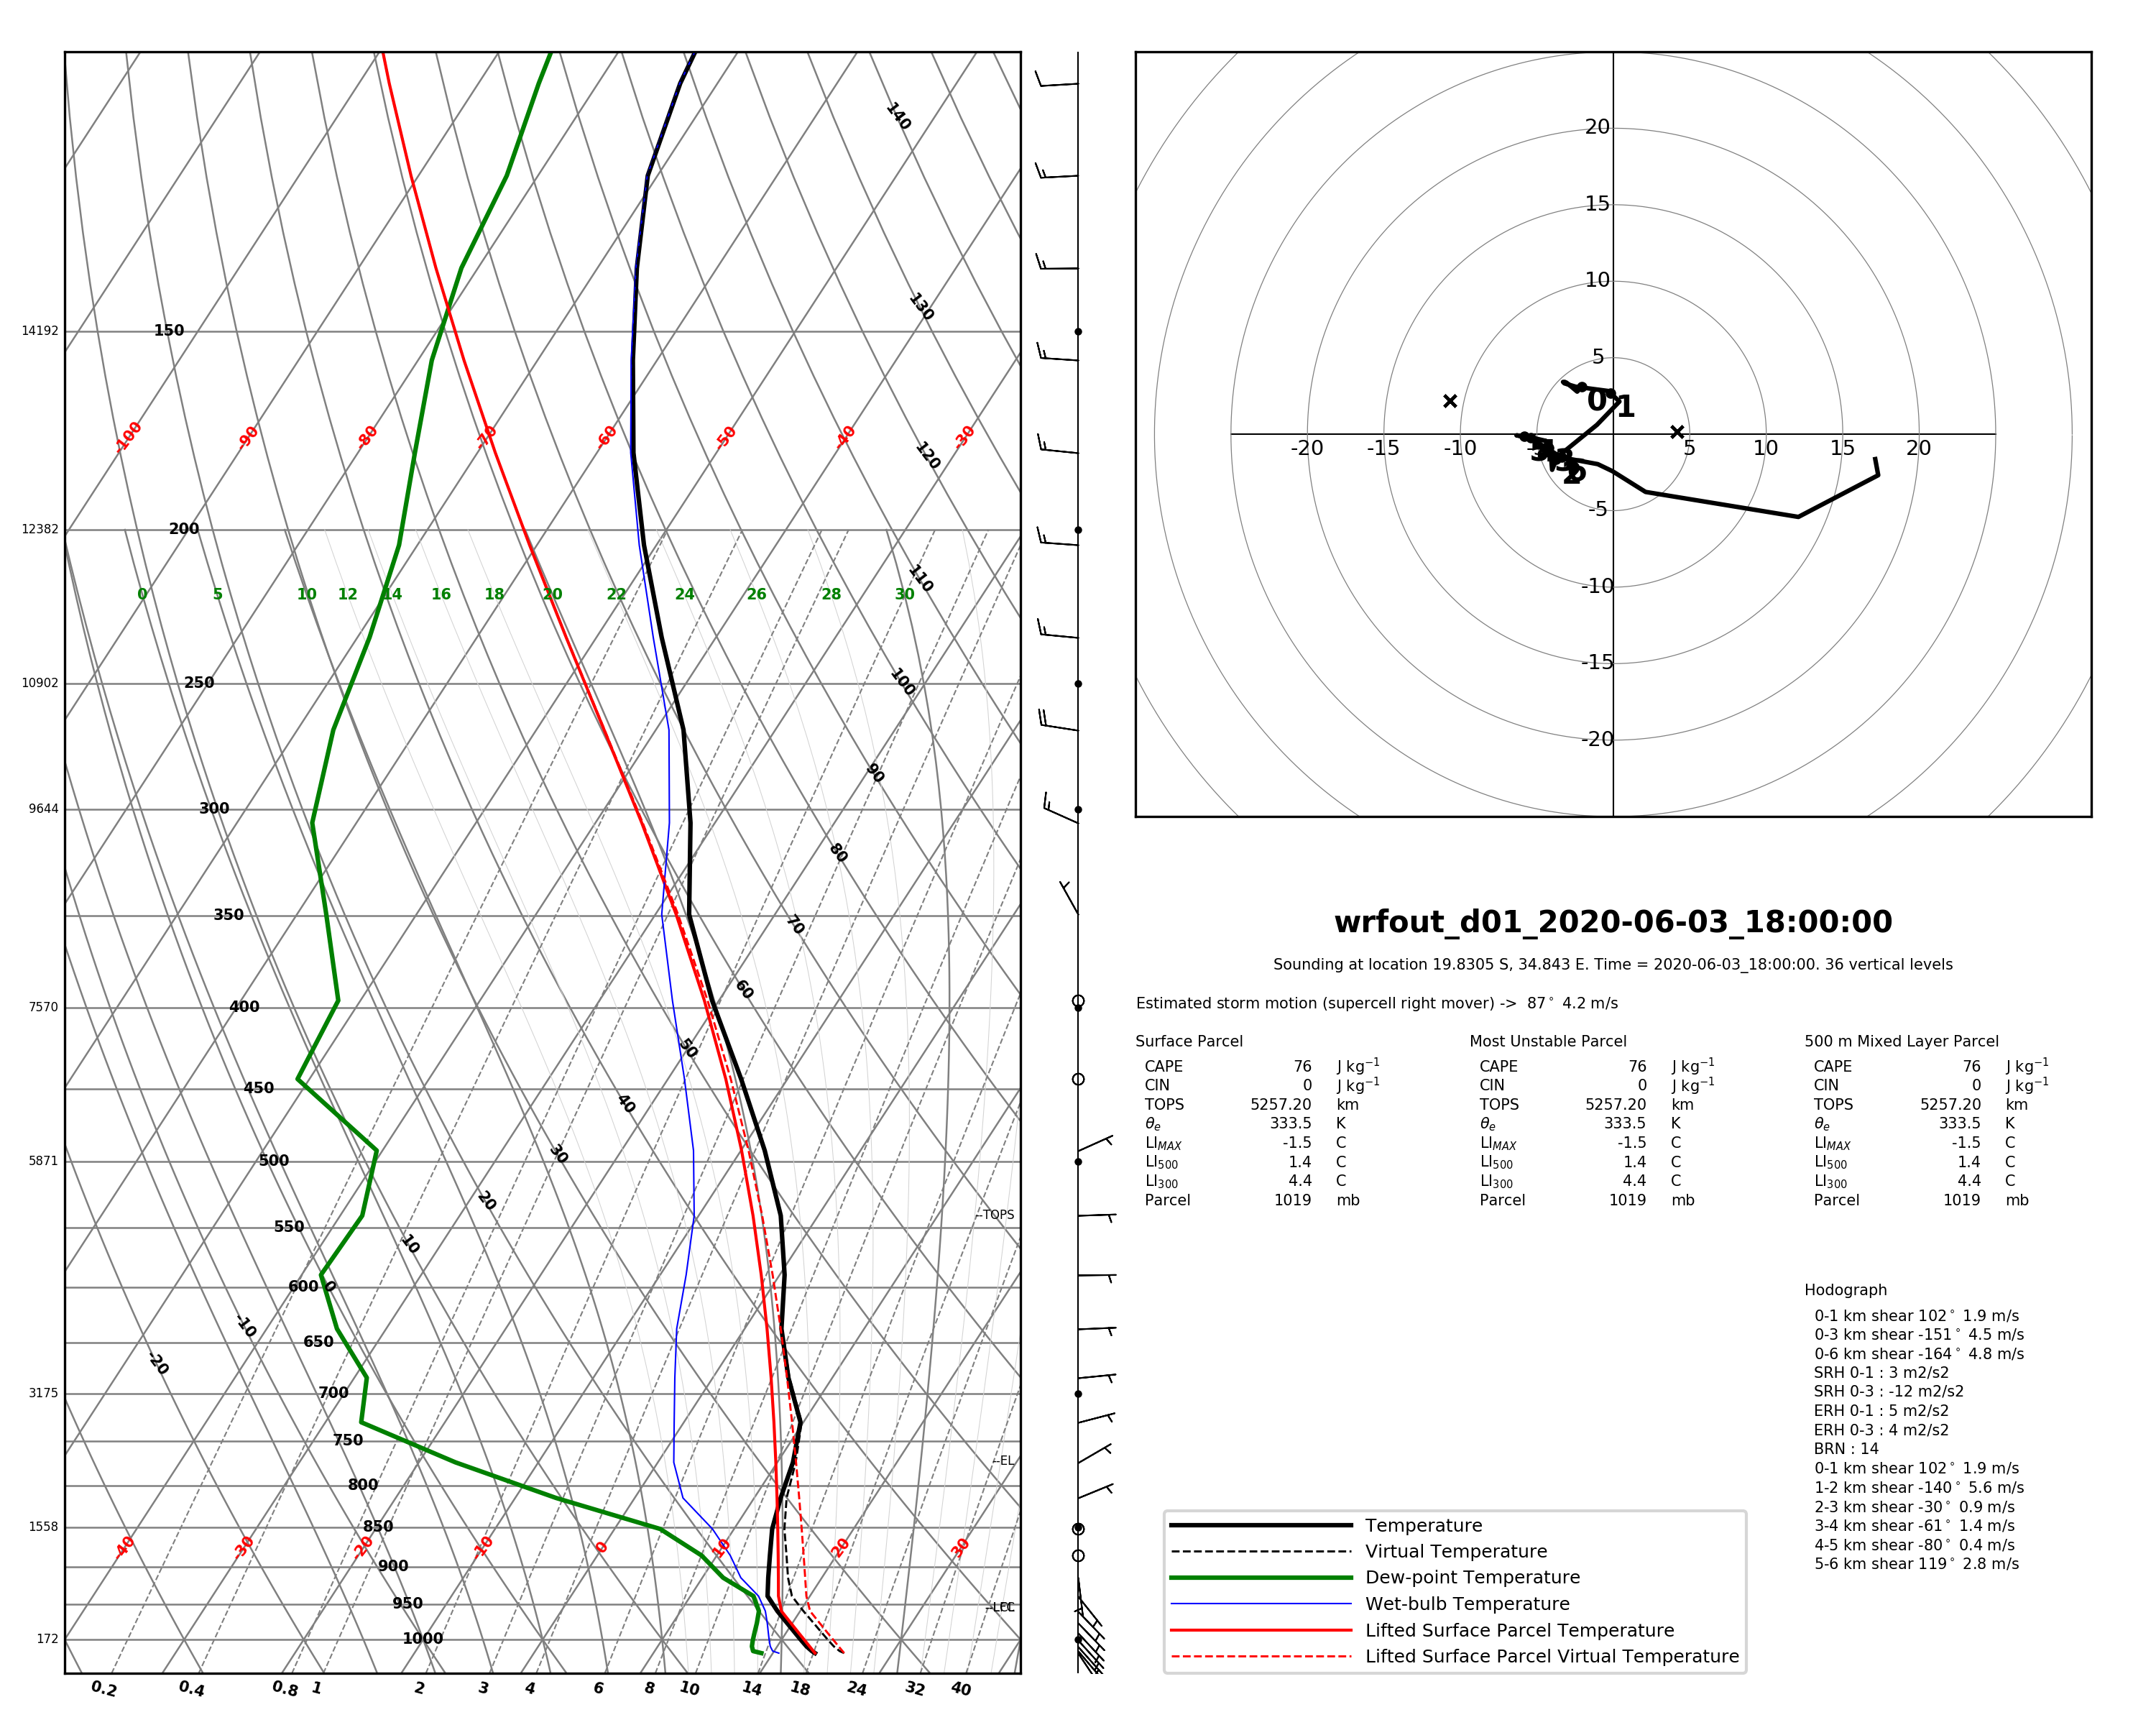 140
130
120
110
100
90
80
70
60
50
40
30
20
10
0
-10
-20
14192 150
-100 -90 -80 -70 -60 -50 -40 -30
12382 200
0 5 10 12 14 16 18 20 22 24 26 28 30
10902 250
9644 300
350
7570 400
450
5871 500
--TOPS
550
600
650
3175 700
750
--EL
800
1558 850
-40 -30 -20 -10 0 10 20 30
900
950
172 1000
0.2 0.4 0.8 1 2 3 4 6 8 10 14 18 24 32 40
20
15
10
5
0 1
-20 -15 -10 5 10 15 20
-5
-10
-15
-20
wrfout_d01_2020-06-03_18:00:00
Sounding at location 19.8305 S, 34.843 E. Time = 2020-06-03_18:00:00. 36 vertical levels
Estimated storm motion (supercell right mover) -> 87° 4.2 m/s
Surface Parcel
CAPE 76 J kg⁻¹
CIN 0 J kg⁻¹
TOPS 5257.20 km
θₑ 333.5 K
LI_MAX -1.5 C
LI₅₀₀ 1.4 C
LI₃₀₀ 4.4 C
Parcel 1019 mb
Most Unstable Parcel
CAPE 76 J kg⁻¹
CIN 0 J kg⁻¹
TOPS 5257.20 km
θₑ 333.5 K
LI_MAX -1.5 C
LI₅₀₀ 1.4 C
LI₃₀₀ 4.4 C
Parcel 1019 mb
500 m Mixed Layer Parcel
CAPE 76 J kg⁻¹
CIN 0 J kg⁻¹
TOPS 5257.20 km
θₑ 333.5 K
LI_MAX -1.5 C
LI₅₀₀ 1.4 C
LI₃₀₀ 4.4 C
Parcel 1019 mb
Hodograph
0-1 km shear 102° 1.9 m/s
0-3 km shear -151° 4.5 m/s
0-6 km shear -164° 4.8 m/s
SRH 0-1 : 3 m2/s2
SRH 0-3 : -12 m2/s2
ERH 0-1 : 5 m2/s2
ERH 0-3 : 4 m2/s2
BRN : 14
0-1 km shear 102° 1.9 m/s
1-2 km shear -140° 5.6 m/s
2-3 km shear -30° 0.9 m/s
3-4 km shear -61° 1.4 m/s
4-5 km shear -80° 0.4 m/s
5-6 km shear 119° 2.8 m/s
Temperature
Virtual Temperature
Dew-point Temperature
Wet-bulb Temperature
Lifted Surface Parcel Temperature
Lifted Surface Parcel Virtual Temperature